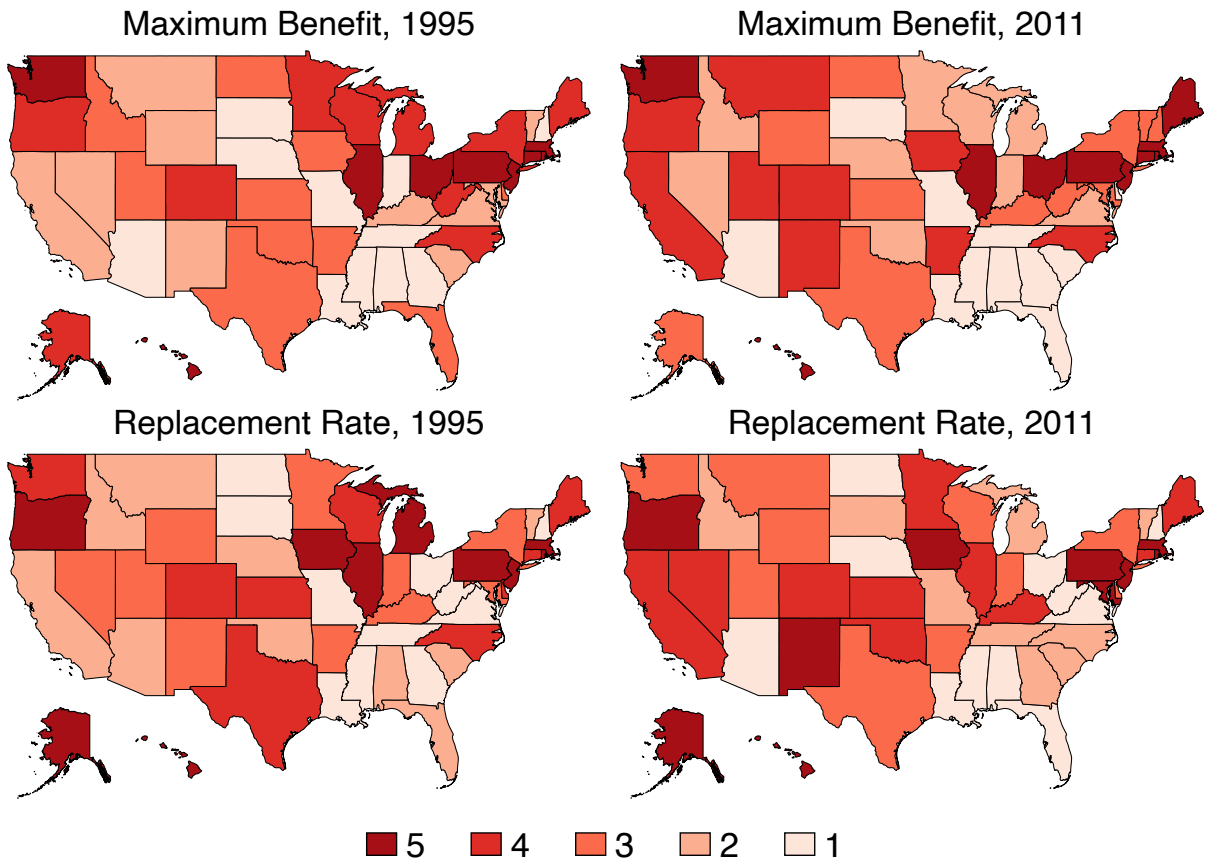 Maximum Benefit, 1995
Maximum Benefit, 2011
Replacement Rate, 1995
Replacement Rate, 2011
5 4 3 2 1